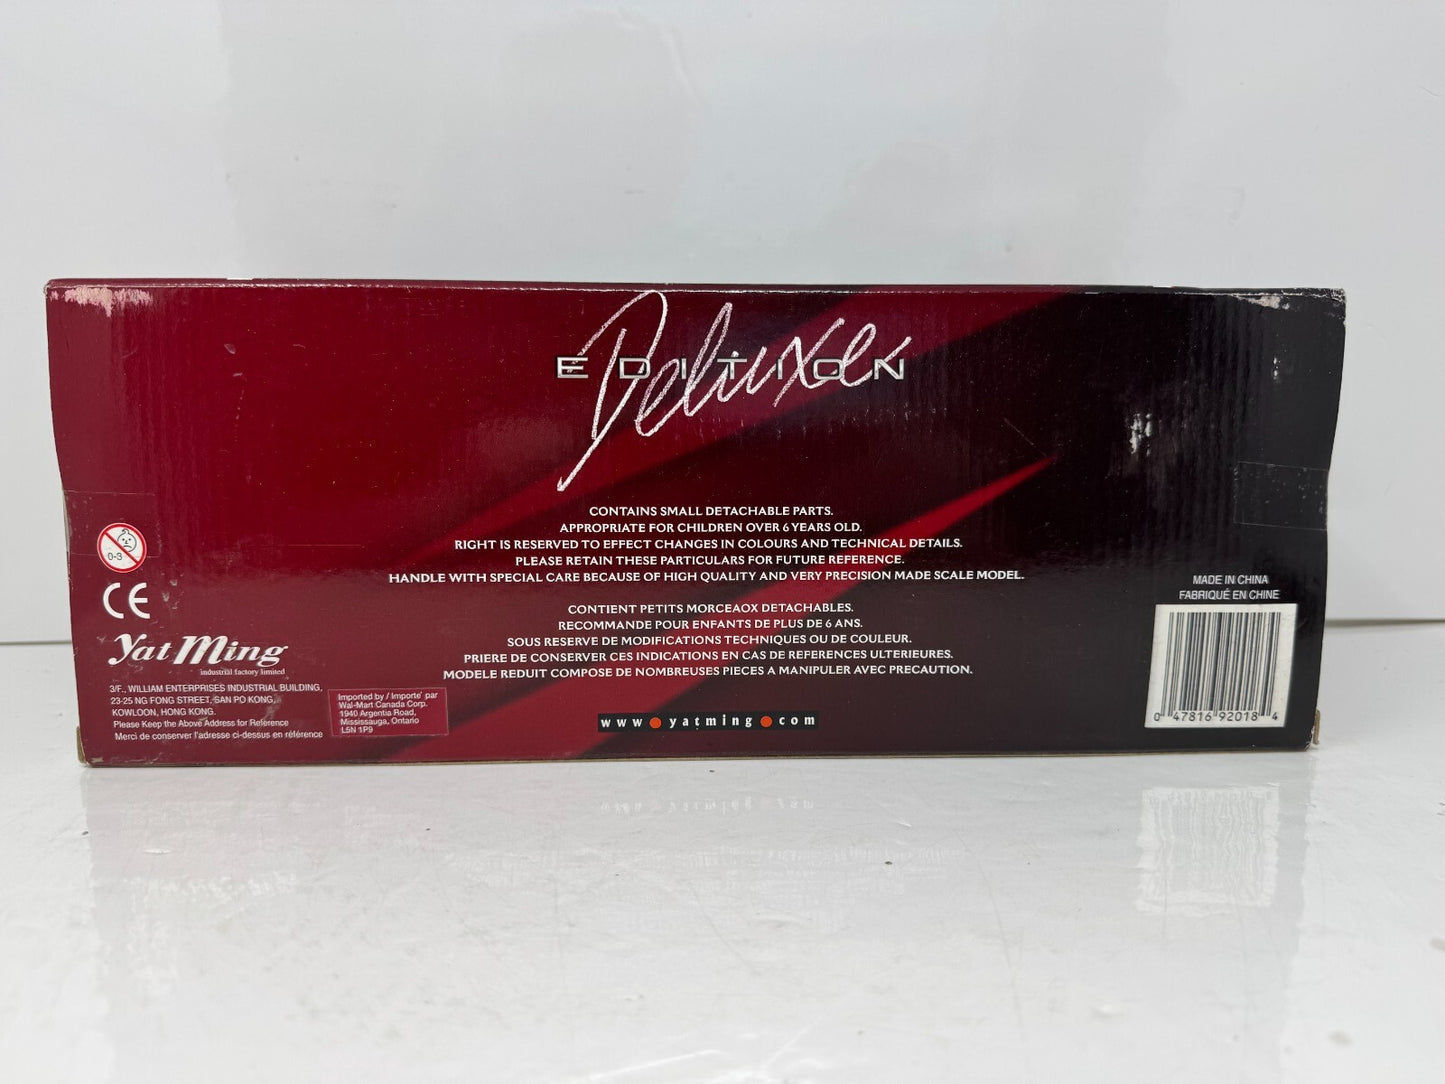 Deluxe
EDITION
CONTAINS SMALL DETACHABLE PARTS.
APPROPRIATE FOR CHILDREN OVER 6 YEARS OLD.
RIGHT IS RESERVED TO EFFECT CHANGES IN COLOURS AND TECHNICAL DETAILS.
PLEASE RETAIN THESE PARTICULARS FOR FUTURE REFERENCE.
HANDLE WITH SPECIAL CARE BECAUSE OF HIGH QUALITY AND VERY PRECISION MADE SCALE MODEL.
CONTIENT PETITS MORCEAOX DETACHABLES.
RECOMMANDE POUR ENFANTS DE PLUS DE 6 ANS.
SOUS RESERVE DE MODIFICATIONS TECHNIQUES OU DE COULEUR.
PRIERE DE CONSERVER CES INDICATIONS EN CAS DE REFERENCES ULTERIEURES.
MODELE REDUIT COMPOSE DE NOMBREUSES PIECES A MANIPULER AVEC PRECAUTION.
www.yatming.com
0-3
CE
Yat Ming
industrial factory limited
3/F., WILLIAM ENTERPRISES INDUSTRIAL BUILDING,
23-25 NG FONG STREET, SAN PO KONG,
KOWLOON, HONG KONG.
Please Keep the Above Address for Reference
Merci de conserver l'adresse ci-dessus en référence
Imported by / Importe' par
Wal-Mart Canada Corp.
1940 Argentia Road,
Mississauga, Ontario
L5N 1P9
MADE IN CHINA
FABRIQUÉ EN CHINE
0 47816 92018 4